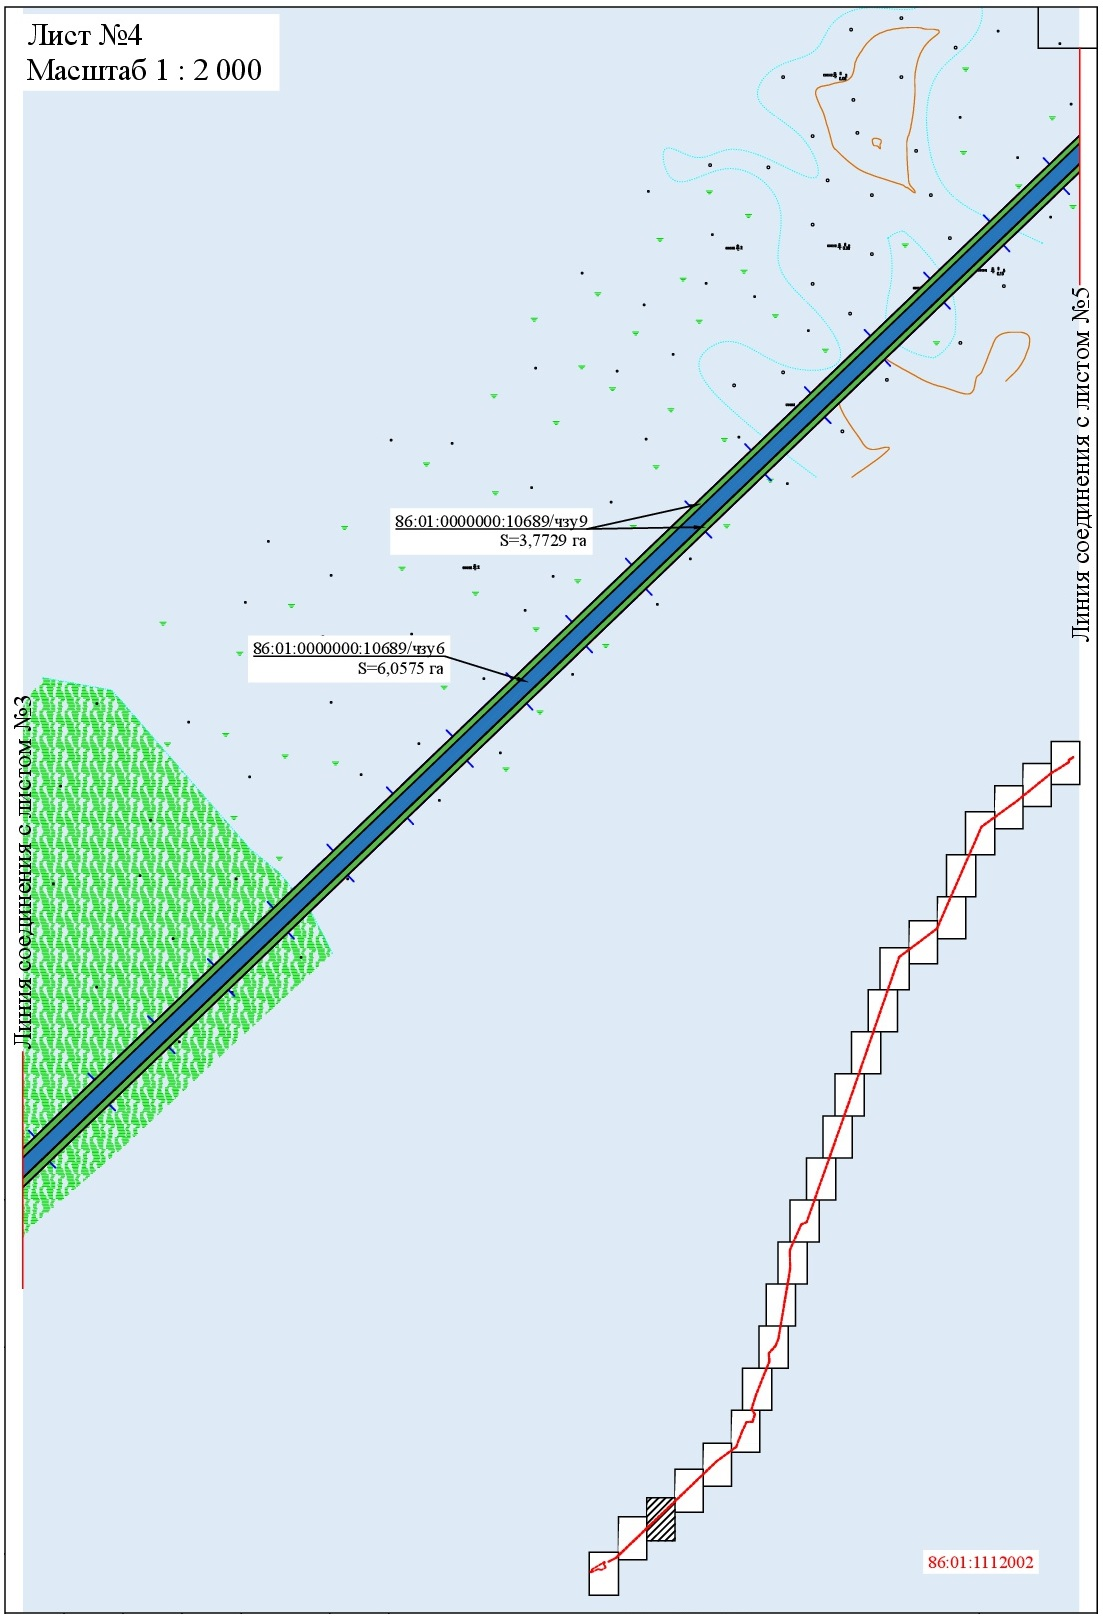 Лист №4
Масштаб 1 : 2 000
Линия соединения с листом №5
86:01:0000000:10689/чзу9
S=3,7729 га
86:01:0000000:10689/чзу6
S=6,0575 га
Линия соединения с листом №3
86:01:1112002